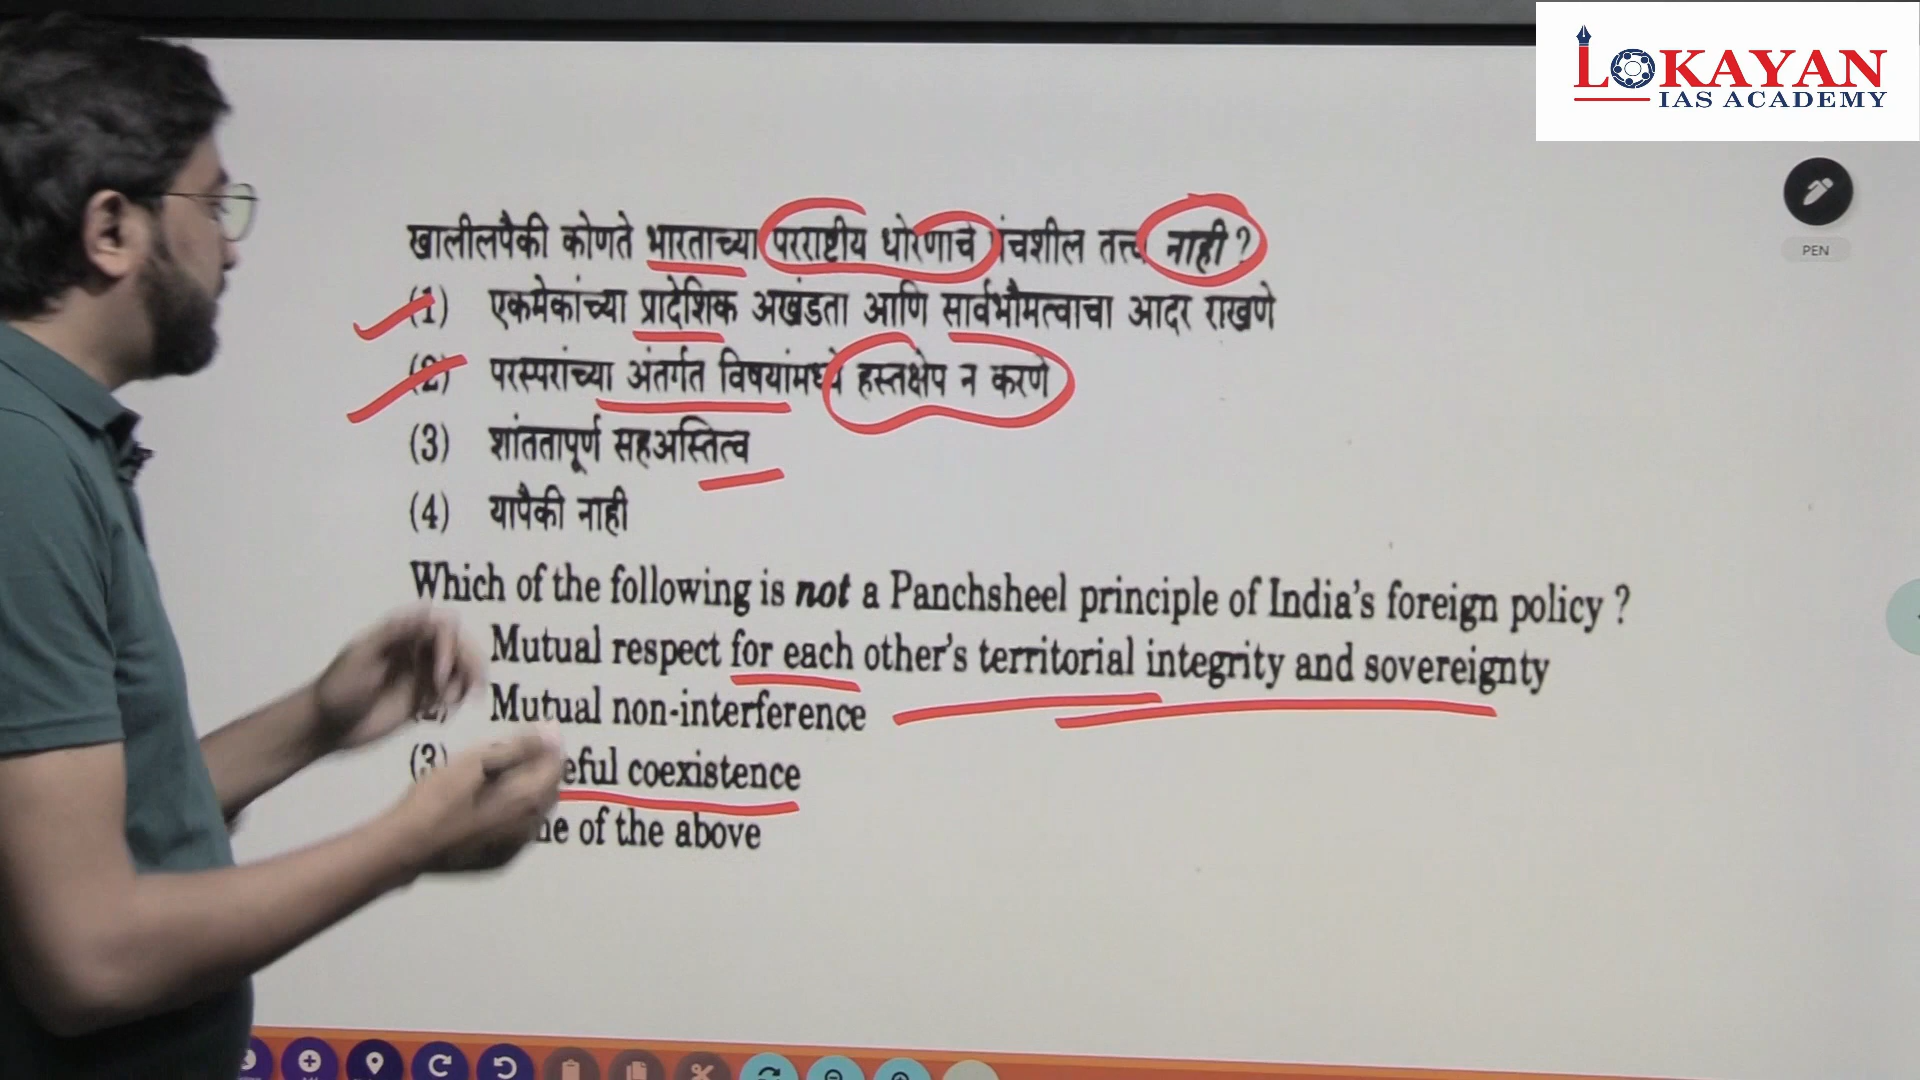 LOKAYAN
IAS ACADEMY
PEN
खालीलपैकी कोणते भारताच्या परराष्ट्रीय धोरणाचे पंचशील तत्त्व नाही ?
(1) एकमेकांच्या प्रादेशिक अखंडता आणि सार्वभौमत्वाचा आदर राखणे
(2) परस्परांच्या अंतर्गत विषयांमध्ये हस्तक्षेप न करणे
(3) शांततापूर्ण सहअस्तित्व
(4) यापैकी नाही
Which of the following is not a Panchsheel principle of India's foreign policy ?
Mutual respect for each other's territorial integrity and sovereignty
Mutual non-interference
(3) coexistence
of the above